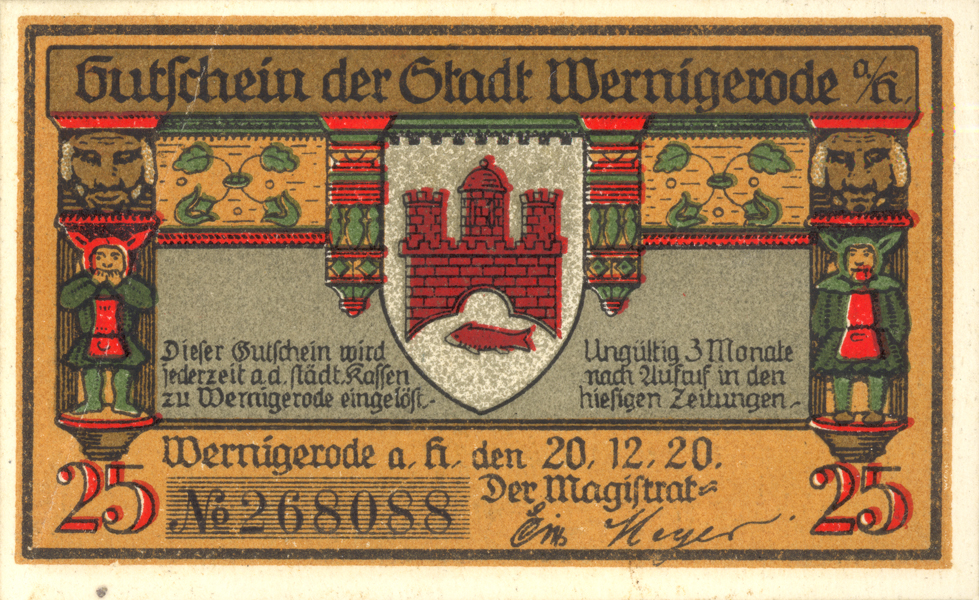 Gutschein der Stadt Wernigerode a/H.
Dieser Gutschein wird
jederzeit a.d. städt. Kassen
zu Wernigerode eingelöst.
Ungültig 3 Monate
nach Aufruf in den
hiesigen Zeitungen.
Wernigerode a. H. den 20. 12. 20.
Der Magistrat
25
№ 268088
Meyer
25